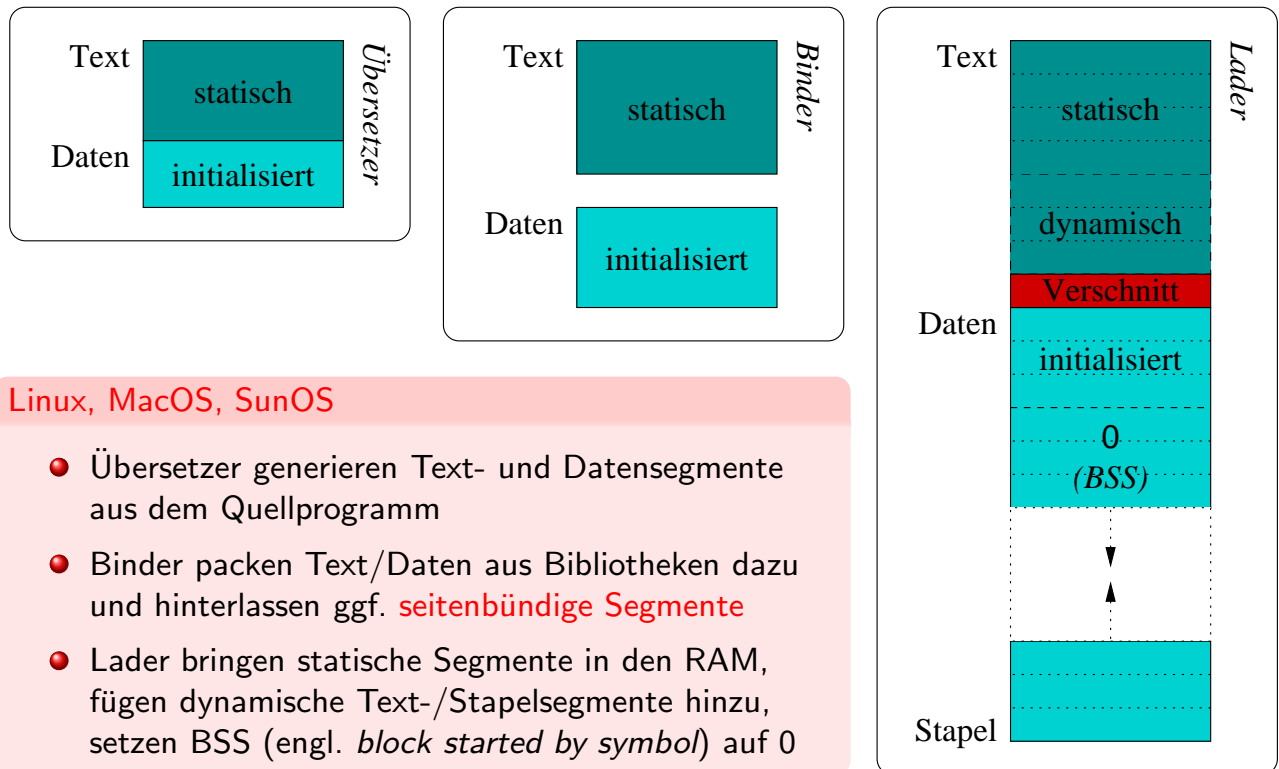 Text
statisch
Daten
initialisiert
Übersetzer
Text
statisch
Daten
initialisiert
Binder
Text
statisch
dynamisch
Verschnitt
Daten
initialisiert
0
(BSS)
Stapel
Lader
Linux, MacOS, SunOS
Übersetzer generieren Text- und Datensegmente
aus dem Quellprogramm
Binder packen Text/Daten aus Bibliotheken dazu
und hinterlassen ggf. seitenbündige Segmente
Lader bringen statische Segmente in den RAM,
fügen dynamische Text-/Stapelsegmente hinzu,
setzen BSS (engl. block started by symbol) auf 0